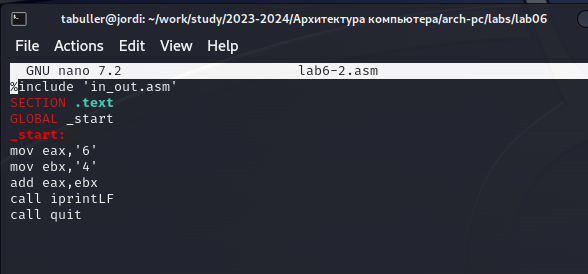 tabuller@jordi: ~/work/study/2023-2024/Архитектура компьютера/arch-pc/labs/lab06
File Actions Edit View Help
GNU nano 7.2 lab6-2.asm
%include 'in_out.asm'
SECTION .text
GLOBAL _start
_start:
mov eax,'6'
mov ebx,'4'
add eax,ebx
call iprintLF
call quit